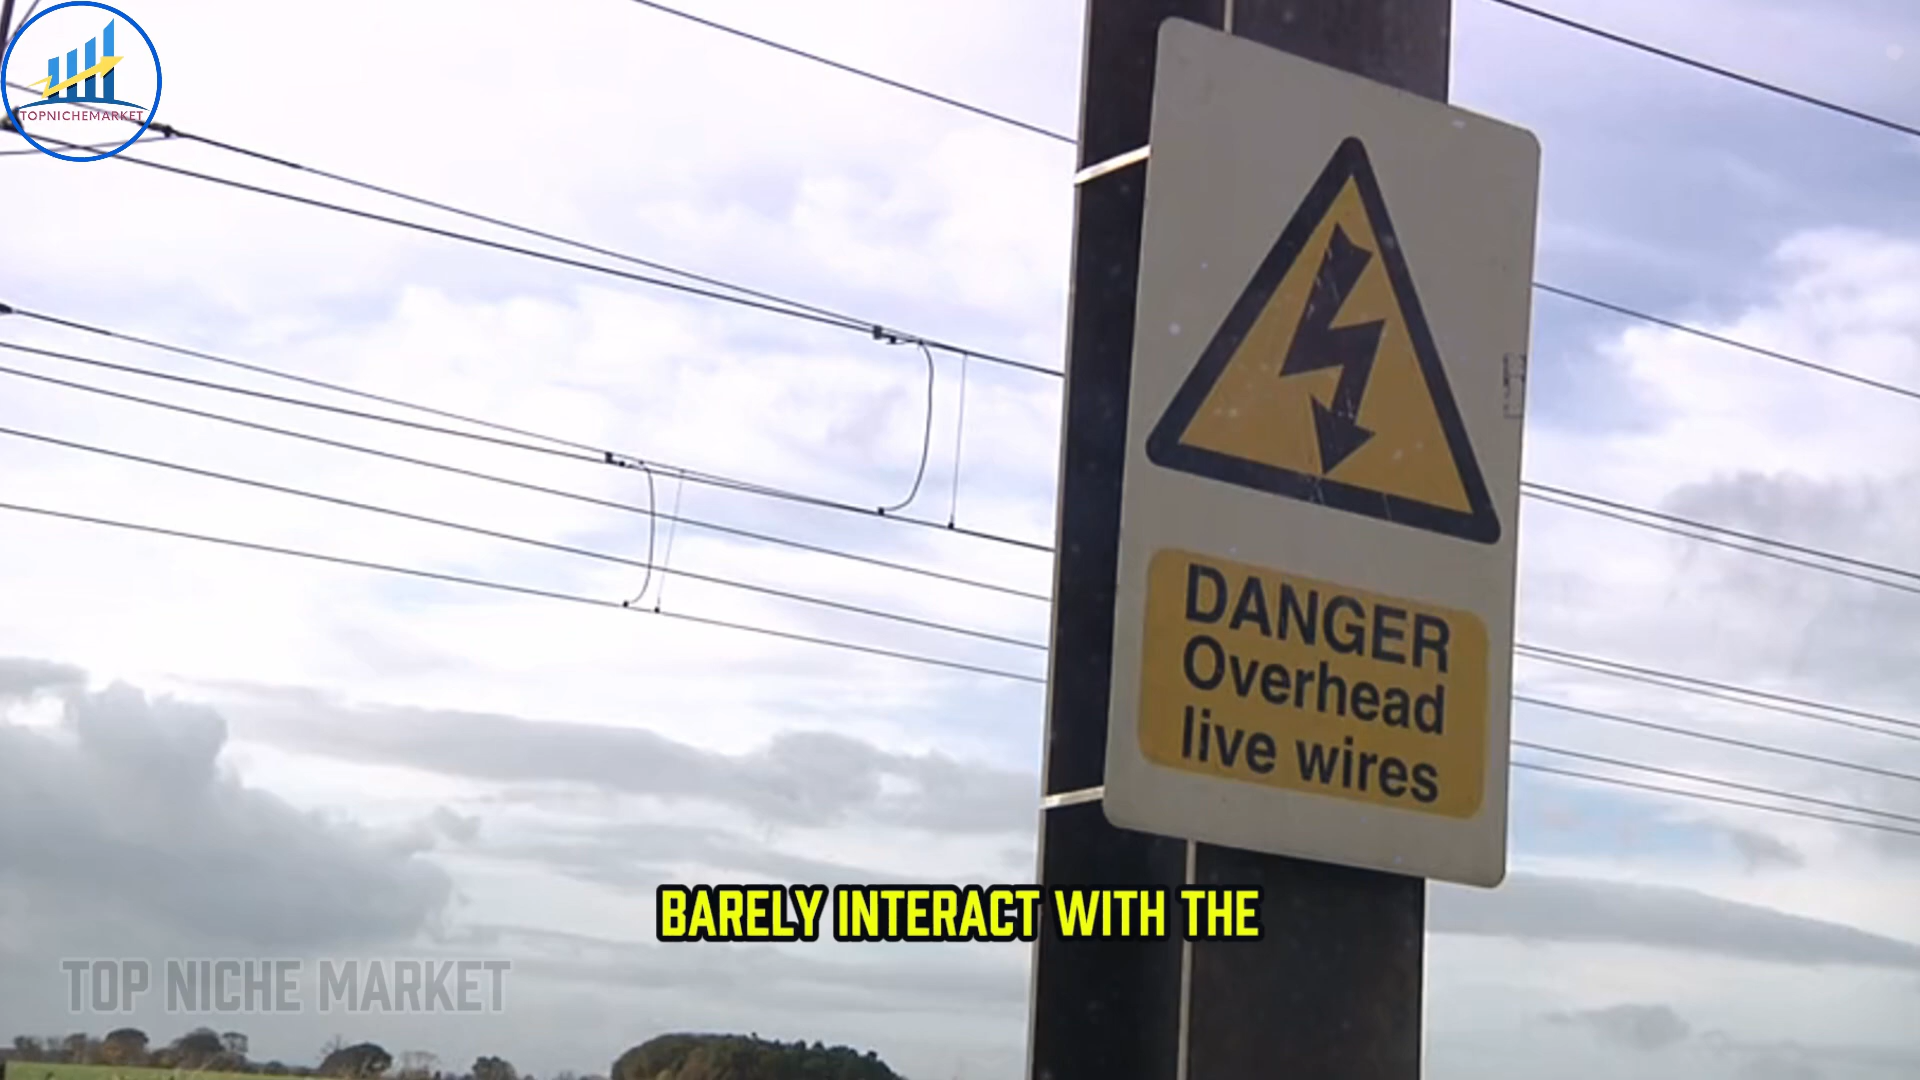 TOPNICHEMARKET
DANGER
Overhead
live wires
BARELY INTERACT WITH THE
TOP NICHE MARKET